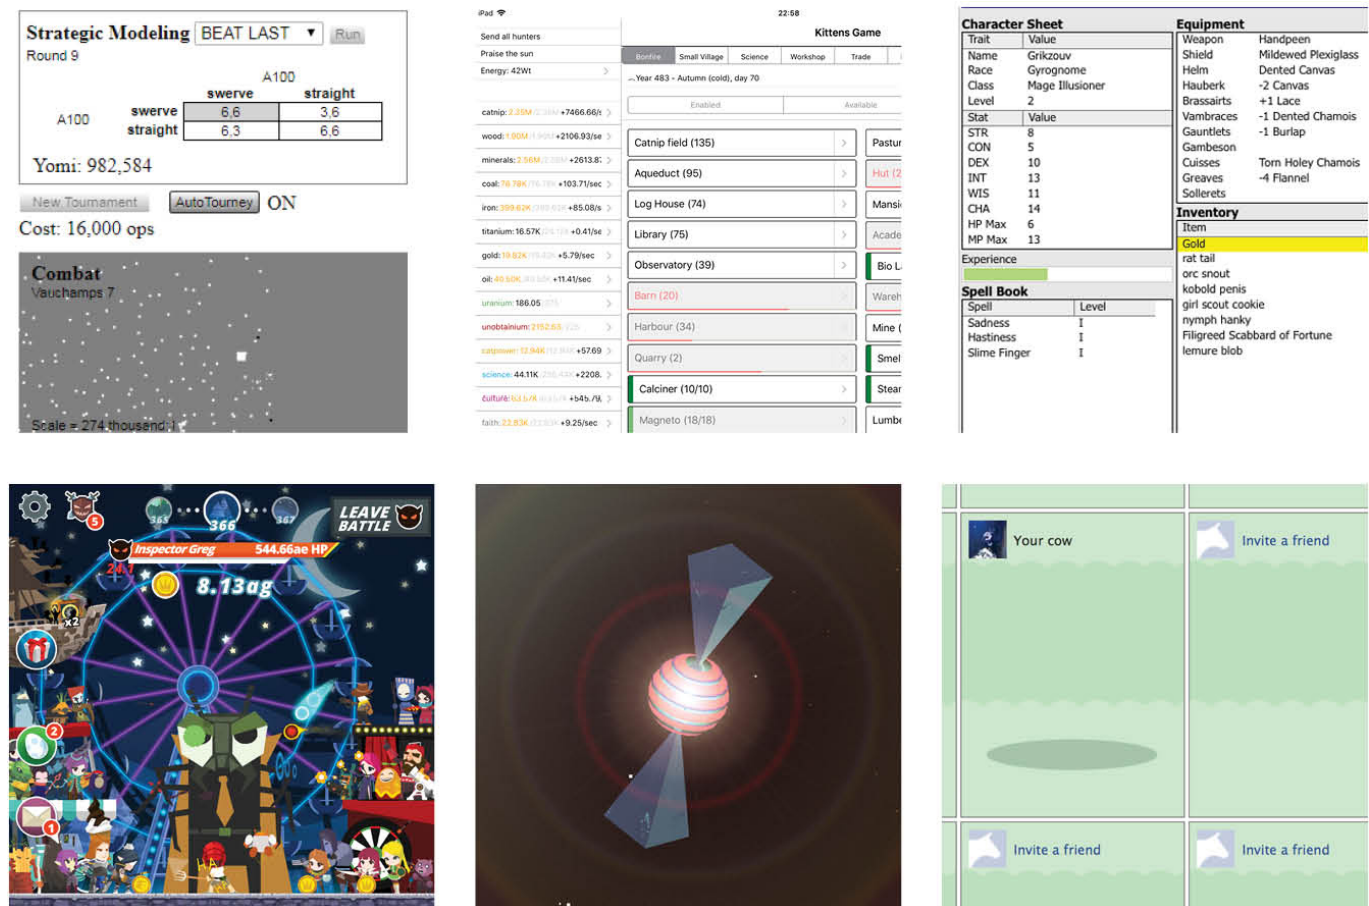 Strategic Modeling BEAT LAST Run
Round 9
A100
swerve straight
A100 swerve 6,6 3,6
straight 6,3 6,6
Yomi: 982,584
New Tournament AutoTourney ON
Cost: 16,000 ops
Combat
Vauchamps 7
Scale = 274 thousand:1
iPad 22:58
Send all hunters
Praise the sun
Energy: 42Wt
catnip: +7466.66/s
wood: +2106.93/se
minerals: 2.56M +2613.8
coal: 76.78K +103.71/sec
iron: +85.08/s
titanium: 16.57K +0.41/se
gold: +5.79/sec
oil: +11.41/sec
uranium: 186.05
unobtainium:
catpower: 12.94K +57.69
science: 44.11K +2208.
culture: +545.79,
faith: 22.83K +9.25/sec
Kittens Game
Bonfire Small Village Science Workshop Trade
Year 483 - Autumn (cold), day 70
Enabled Available
Catnip field (135) Pastur
Aqueduct (95) Hut (2
Log House (74) Mansi
Library (75) Acade
Observatory (39) Bio L
Barn (20) Wareh
Harbour (34) Mine (
Quarry (2) Smel
Calciner (10/10) Stear
Magneto (18/18) Lumbe
Character Sheet
Trait Value
Name Grikzouv
Race Gyrognome
Class Mage Illusioner
Level 2
Stat Value
STR 8
CON 5
DEX 10
INT 13
WIS 11
CHA 14
HP Max 6
MP Max 13
Experience
Spell Book
Spell Level
Sadness I
Hastiness I
Slime Finger I
Equipment
Weapon Handpeen
Shield Mildewed Plexiglass
Helm Dented Canvas
Hauberk -2 Canvas
Brassairts +1 Lace
Vambraces -1 Dented Chamois
Gauntlets -1 Burlap
Gambeson
Cuisses Torn Holey Chamois
Greaves -4 Flannel
Sollerets
Inventory
Item
Gold
rat tail
orc snout
kobold penis
girl scout cookie
nymph hanky
Filigreed Scabbard of Fortune
lemure blob
5
365 366 367
LEAVE
BATTLE
Inspector Greg 544.66ae HP
24.1
8.13ag
x2
2
1
Your cow Invite a friend
Invite a friend Invite a friend